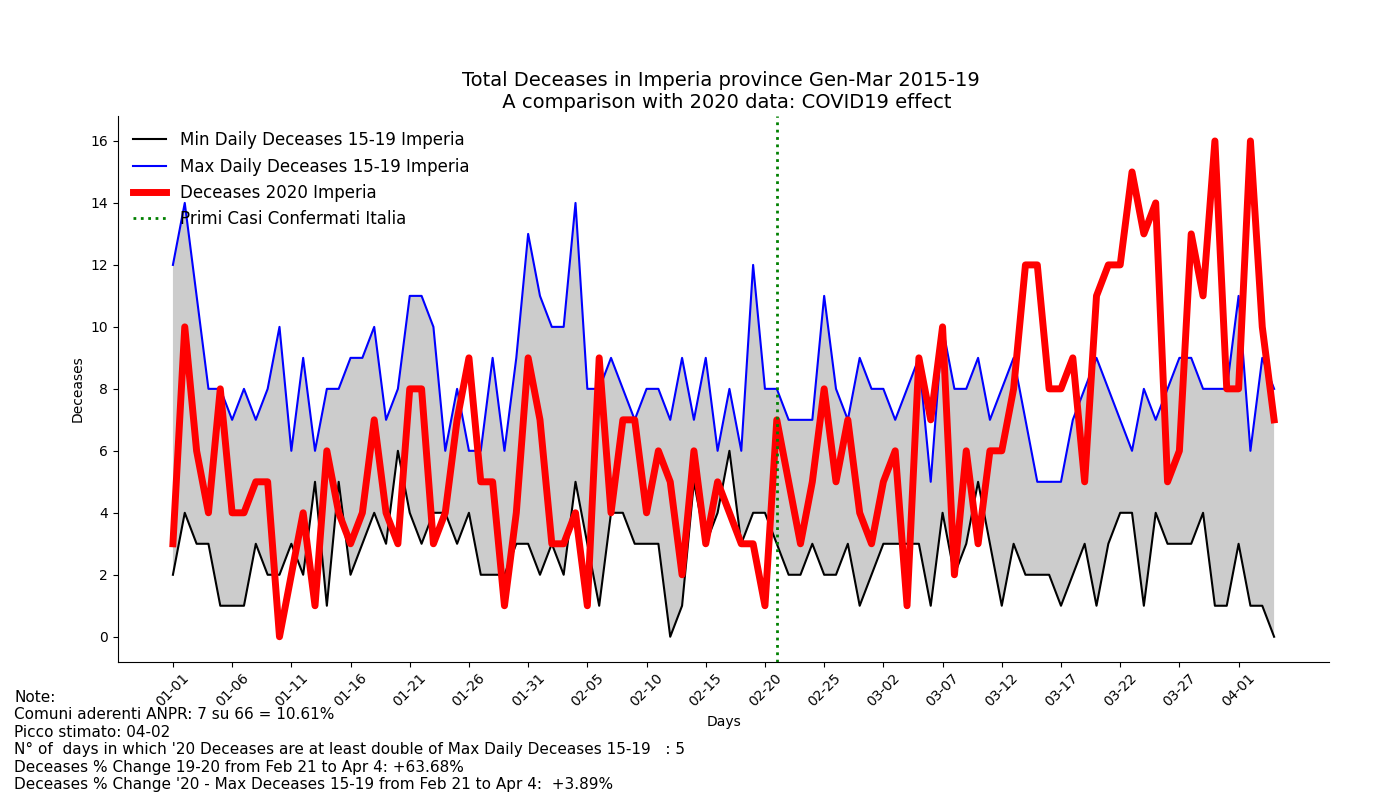 Total Deceases in Imperia province Gen-Mar 2015-19
A comparison with 2020 data: COVID19 effect
Min Daily Deceases 15-19 Imperia
Max Daily Deceases 15-19 Imperia
Deceases 2020 Imperia
Primi Casi Confermati Italia
Deceases
16
14
12
10
8
6
4
2
0
01-01
01-06
01-11
01-16
01-21
01-26
01-31
02-05
02-10
02-15
02-20
02-25
03-02
03-07
03-12
03-17
03-22
03-27
04-01
Days
Note:
Comuni aderenti ANPR: 7 su 66 = 10.61%
Picco stimato: 04-02
N° of  days in which '20 Deceases are at least double of Max Daily Deceases 15-19   : 5
Deceases % Change 19-20 from Feb 21 to Apr 4: +63.68%
Deceases % Change '20 - Max Deceases 15-19 from Feb 21 to Apr 4:  +3.89%